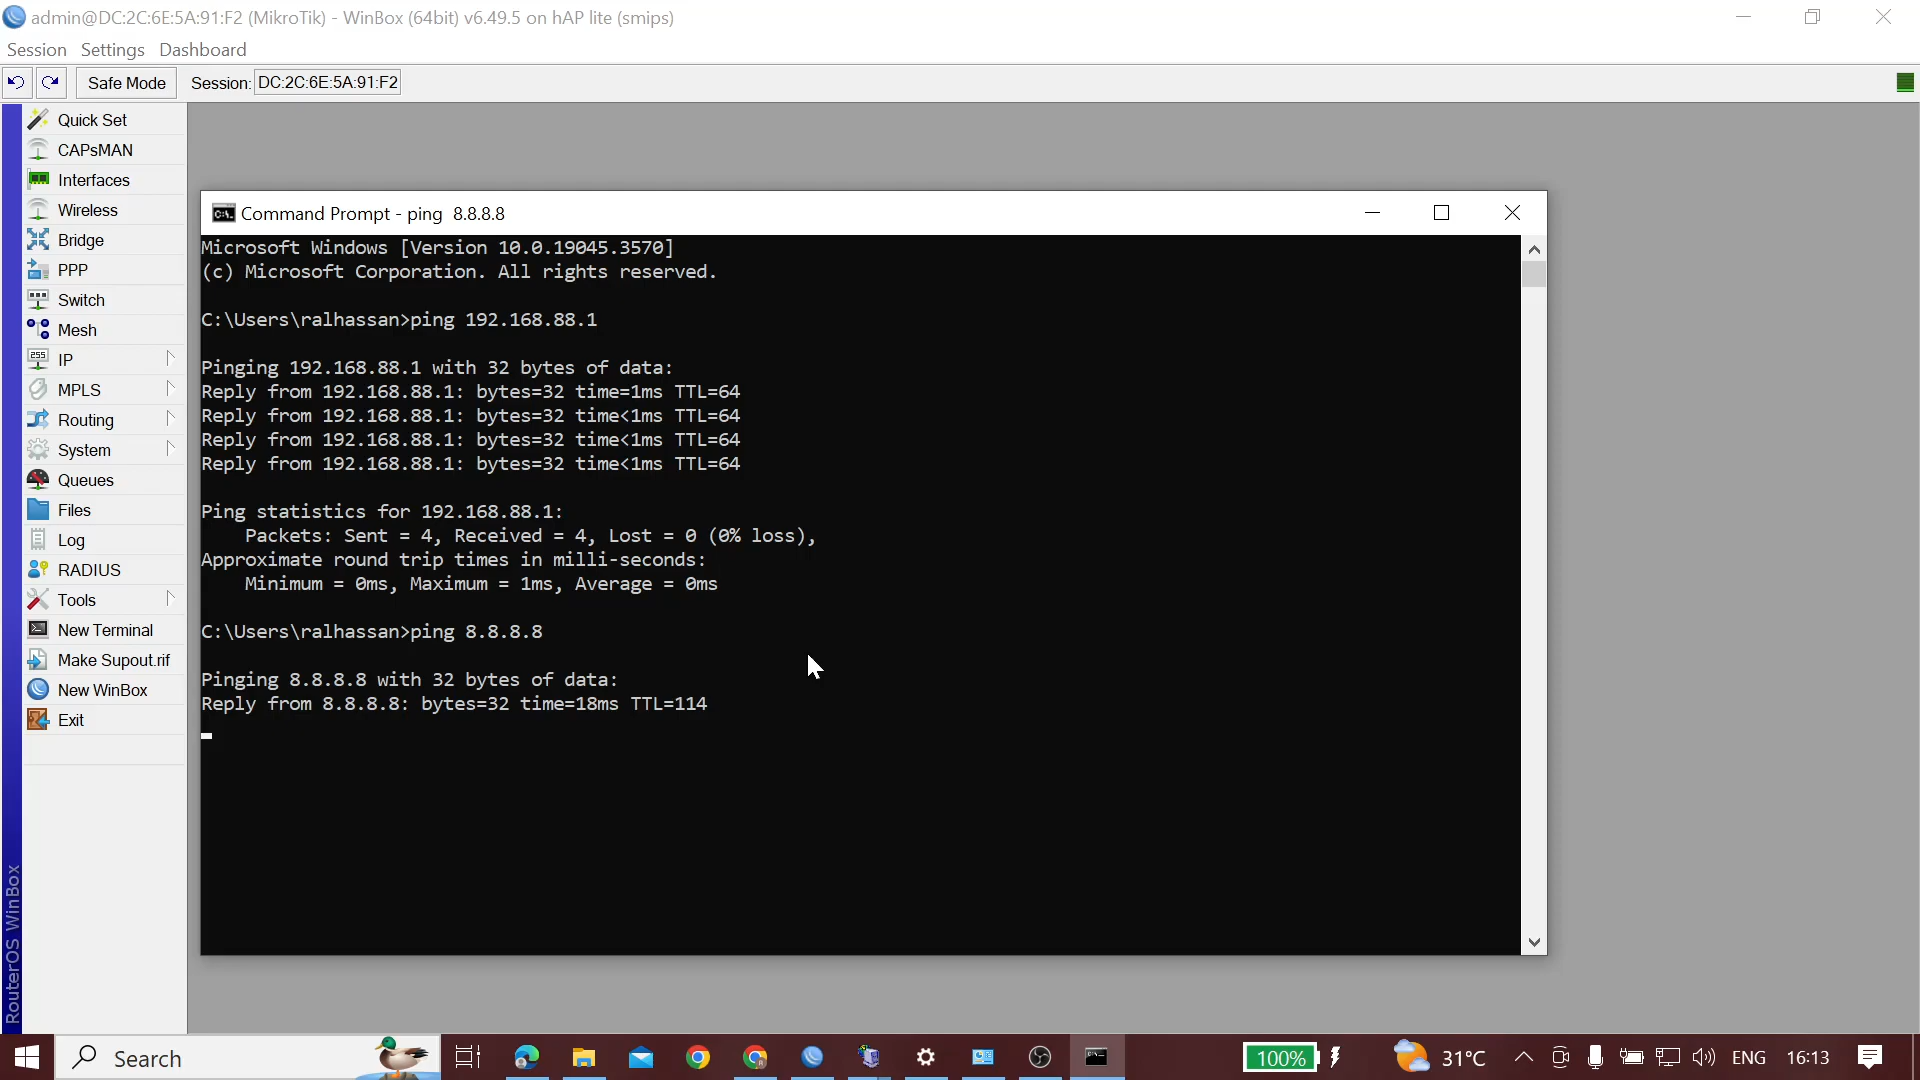 admin@DC:2C:6E:5A:91:F2 (MikroTik) - WinBox (64bit) v6.49.5 on hAP lite (smips)
Session Settings Dashboard
Safe Mode Session: DC:2C:6E:5A:91:F2
Quick Set
CAPsMAN
Interfaces
Wireless
Bridge
PPP
Switch
Mesh
IP
MPLS
Routing
System
Queues
Files
Log
RADIUS
Tools
New Terminal
Make Supout.rif
New WinBox
Exit
RouterOS WinBox
Command Prompt - ping  8.8.8.8
Microsoft Windows [Version 10.0.19045.3570]
(c) Microsoft Corporation. All rights reserved.
C:\Users\ralhassan>ping 192.168.88.1
Pinging 192.168.88.1 with 32 bytes of data:
Reply from 192.168.88.1: bytes=32 time=1ms TTL=64
Reply from 192.168.88.1: bytes=32 time<1ms TTL=64
Reply from 192.168.88.1: bytes=32 time<1ms TTL=64
Reply from 192.168.88.1: bytes=32 time<1ms TTL=64
Ping statistics for 192.168.88.1:
    Packets: Sent = 4, Received = 4, Lost = 0 (0% loss),
Approximate round trip times in milli-seconds:
    Minimum = 0ms, Maximum = 1ms, Average = 0ms
C:\Users\ralhassan>ping 8.8.8.8
Pinging 8.8.8.8 with 32 bytes of data:
Reply from 8.8.8.8: bytes=32 time=18ms TTL=114
Search 100% 31°C ENG 16:13